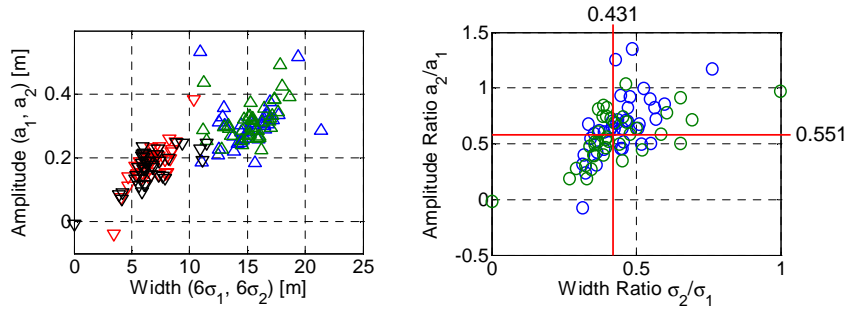 Amplitude (a₁, a₂) [m]
0.4
0.2
0
0 5 10 15 20 25
Width (6σ₁, 6σ₂) [m]
0.431
Amplitude Ratio a₂/a₁
1.5
1
0.5
0
-0.5
0.551
0 0.5 1
Width Ratio σ₂/σ₁